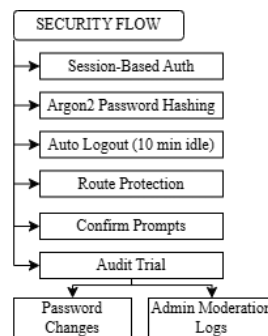 SECURITY FLOW
Session-Based Auth
Argon2 Password Hashing
Auto Logout (10 min idle)
Route Protection
Confirm Prompts
Audit Trial
Password
Changes
Admin Moderation
Logs